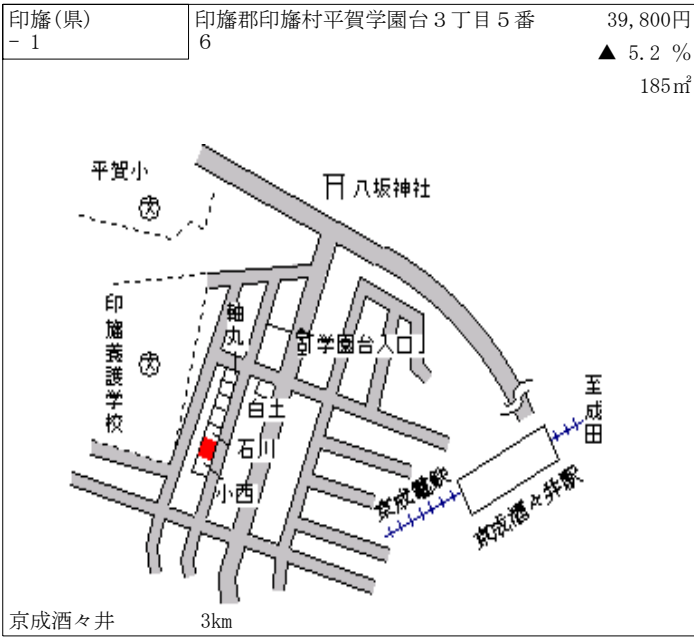 印旛(県)
- 1
印旛郡印旛村平賀学園台３丁目５番
6
39,800円
▲ 5.2 %
185㎡
平賀小
文
八坂神社
印旛養護学校
文
軸丸
学園台入口
白土
石川
小西
至成田
京成電鉄
京成酒々井駅
京成酒々井
3km